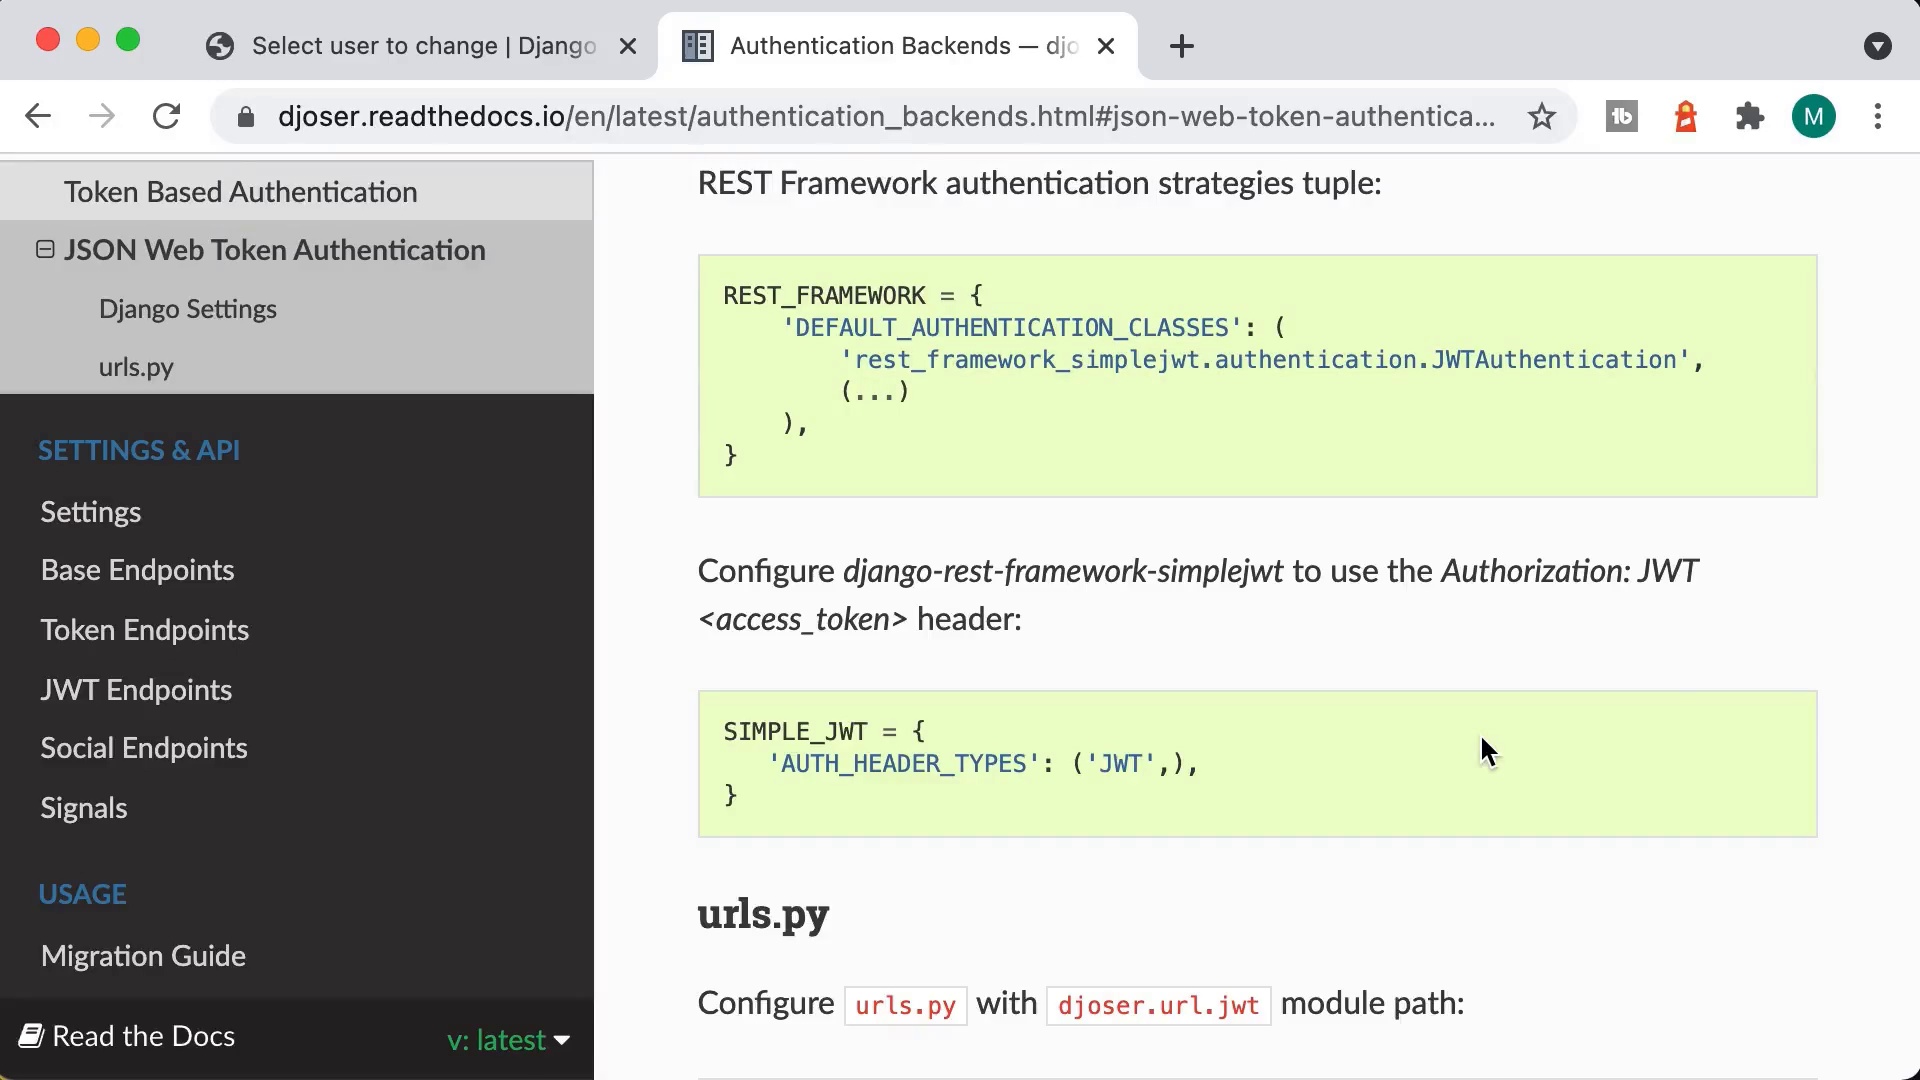 Select user to change | Django
Authentication Backends — djo
djoser.readthedocs.io/en/latest/authentication_backends.html#json-web-token-authentica...
M
Token Based Authentication
JSON Web Token Authentication
Django Settings
urls.py
SETTINGS & API
Settings
Base Endpoints
Token Endpoints
JWT Endpoints
Social Endpoints
Signals
USAGE
Migration Guide
Read the Docs
v: latest
REST Framework authentication strategies tuple:
REST_FRAMEWORK = {
'DEFAULT_AUTHENTICATION_CLASSES': (
'rest_framework_simplejwt.authentication.JWTAuthentication',
(...)
),
}
Configure django-rest-framework-simplejwt to use the Authorization: JWT
<access_token> header:
SIMPLE_JWT = {
'AUTH_HEADER_TYPES': ('JWT',),
}
urls.py
Configure urls.py with djoser.url.jwt module path: